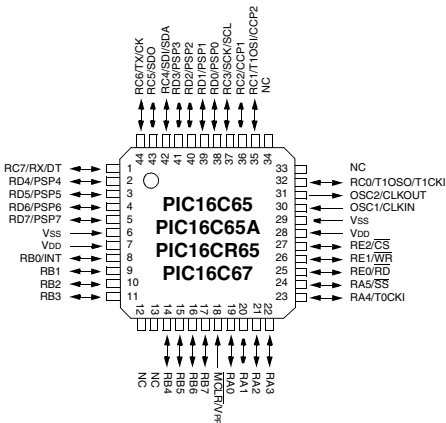 RC6/TX/CK
RC5/SDO
RC4/SDI/SDA
RD3/PSP3
RD2/PSP2
RD1/PSP1
RD0/PSP0
RC3/SCK/SCL
RC2/CCP1
RC1/T1OSI/CCP2
NC
44
43
42
41
40
39
38
37
36
35
34
RC7/RX/DT 1
RD4/PSP4 2
RD5/PSP5 3
RD6/PSP6 4
RD7/PSP7 5
VSS 6
VDD 7
RB0/INT 8
RB1 9
RB2 10
RB3 11
PIC16C65
PIC16C65A
PIC16CR65
PIC16C67
33 NC
32 RC0/T1OSO/T1CKI
31 OSC2/CLKOUT
30 OSC1/CLKIN
29 VSS
28 VDD
27 RE2/CS
26 RE1/WR
25 RE0/RD
24 RA5/SS
23 RA4/T0CKI
12
13
14
15
16
17
18
19
20
21
22
NC
NC
RB4
RB5
RB6
RB7
MCLR/VPP
RA0
RA1
RA2
RA3